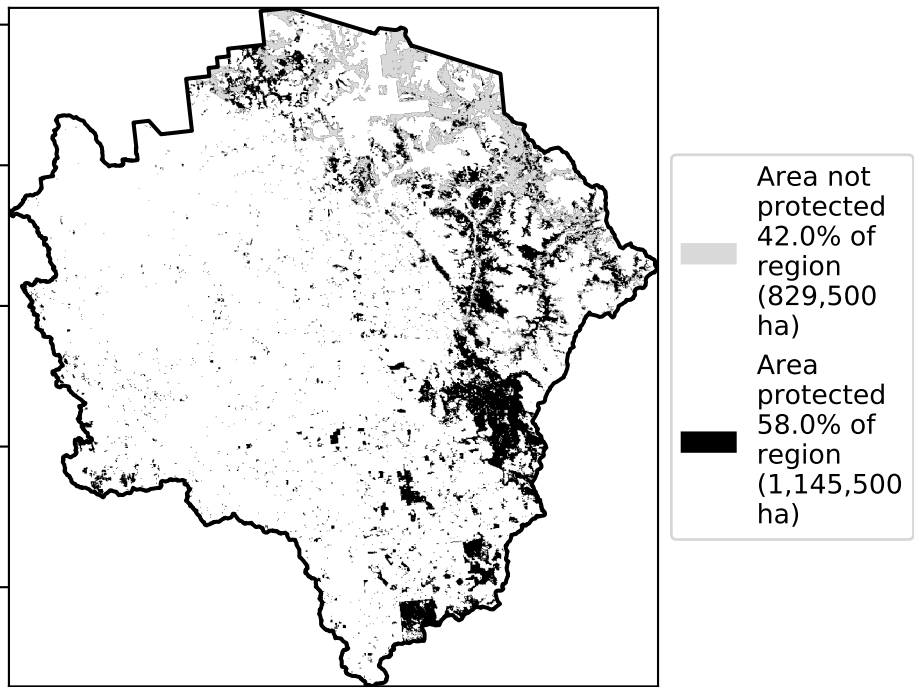 Area not
protected
42.0% of
region
(829,500
ha)
Area
protected
58.0% of
region
(1,145,500
ha)